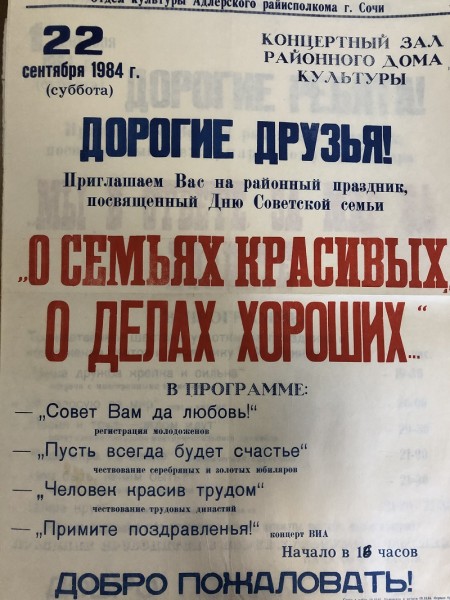 Отдел культуры Адлерского райисполкома г. Сочи
22
сентября 1984 г.
(суббота)
КОНЦЕРТНЫЙ ЗАЛ
РАЙОННОГО ДОМА
КУЛЬТУРЫ
ДОРОГИЕ ДРУЗЬЯ!
Приглашаем Вас на районный праздник,
посвященный Дню Советской семьи
„О СЕМЬЯХ КРАСИВЫХ,
О ДЕЛАХ ХОРОШИХ..."
В ПРОГРАММЕ:
— „Совет Вам да любовь!"
регистрация молодоженов
— „Пусть всегда будет счастье"
чествование серебряных и золотых юбиляров
— „Человек красив трудом"
чествование трудовых династий
— „Примите поздравленья!" концерт ВИА
Начало в 16 часов
ДОБРО ПОЖАЛОВАТЬ!